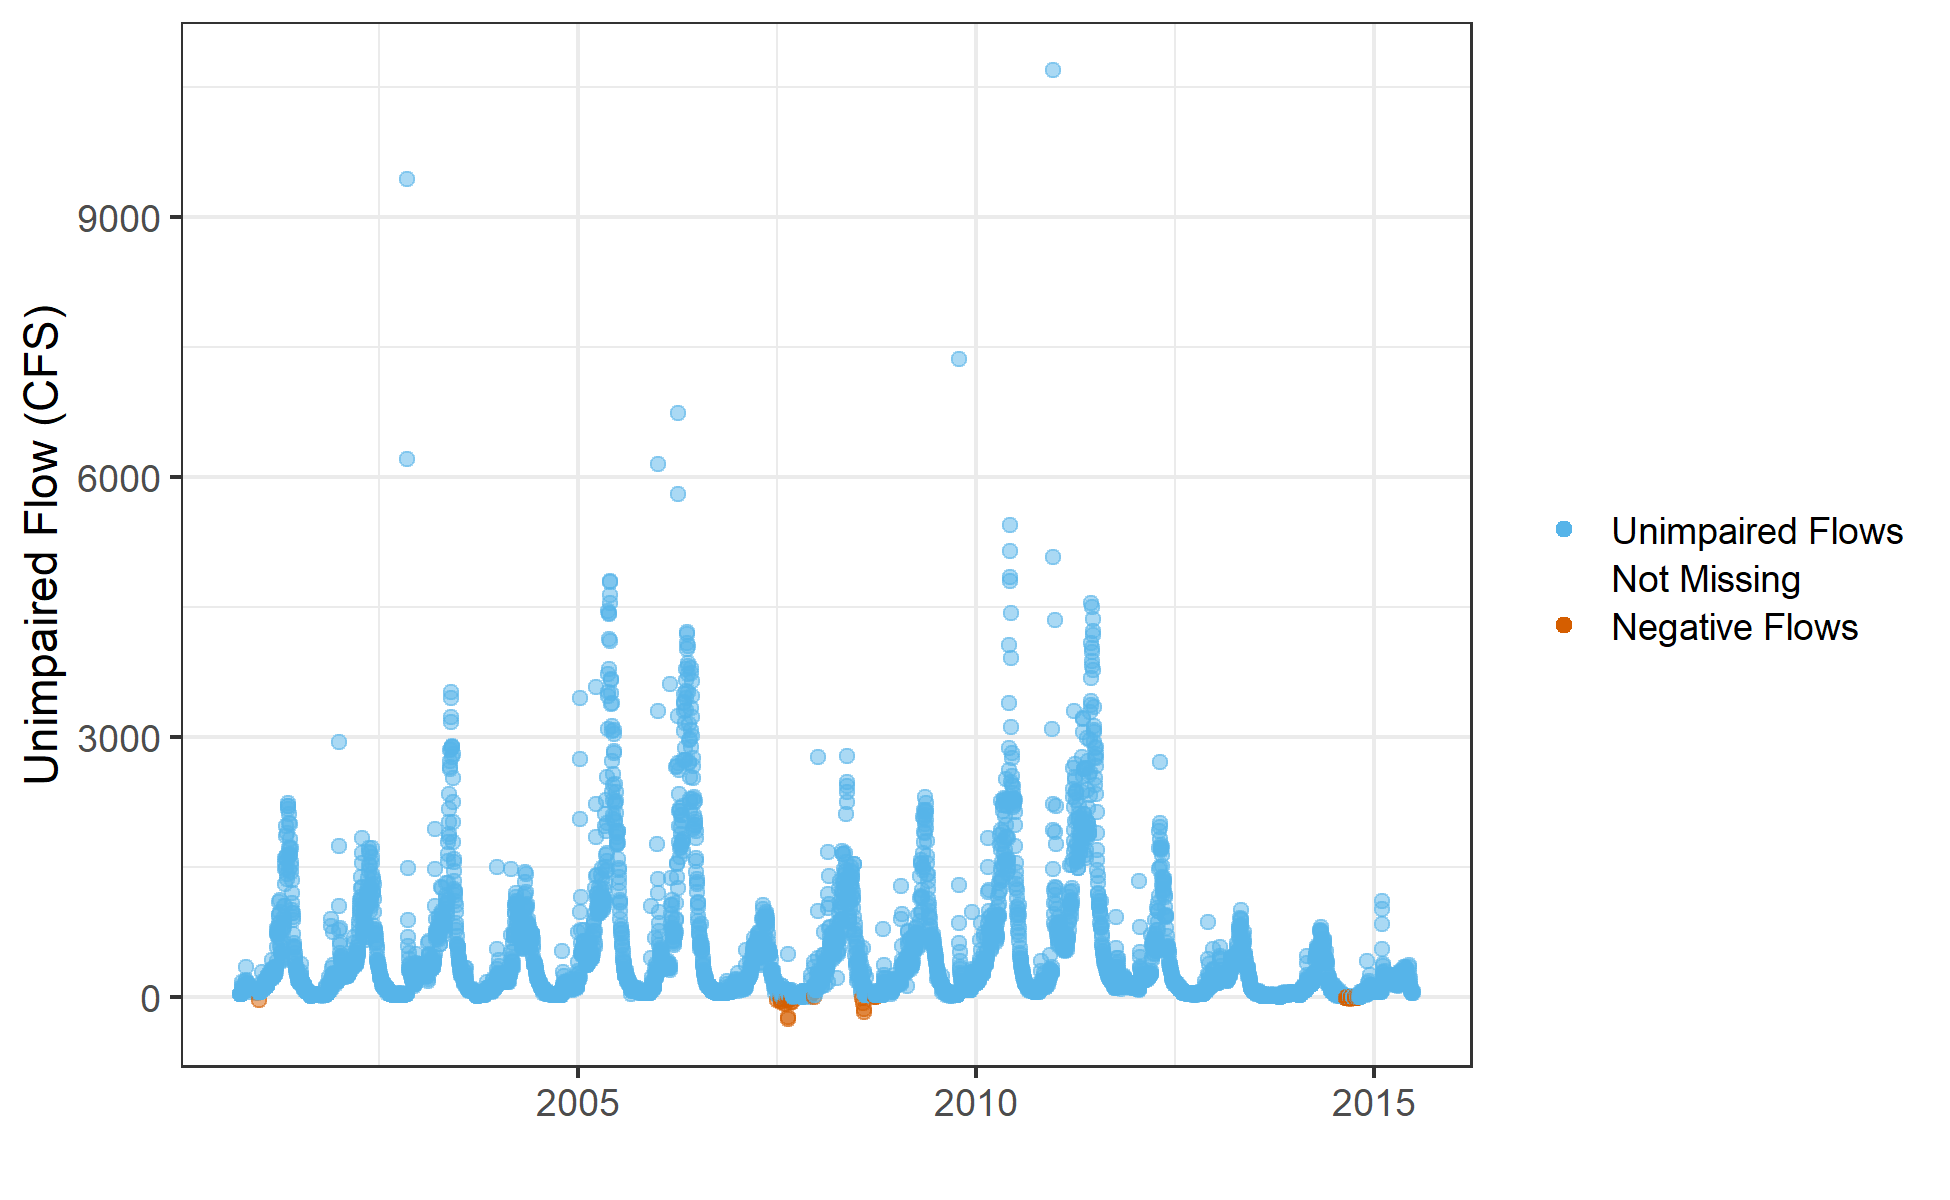 Unimpaired Flow (CFS)
9000
6000
3000
0
2005
2010
2015
Unimpaired Flows
Not Missing
Negative Flows